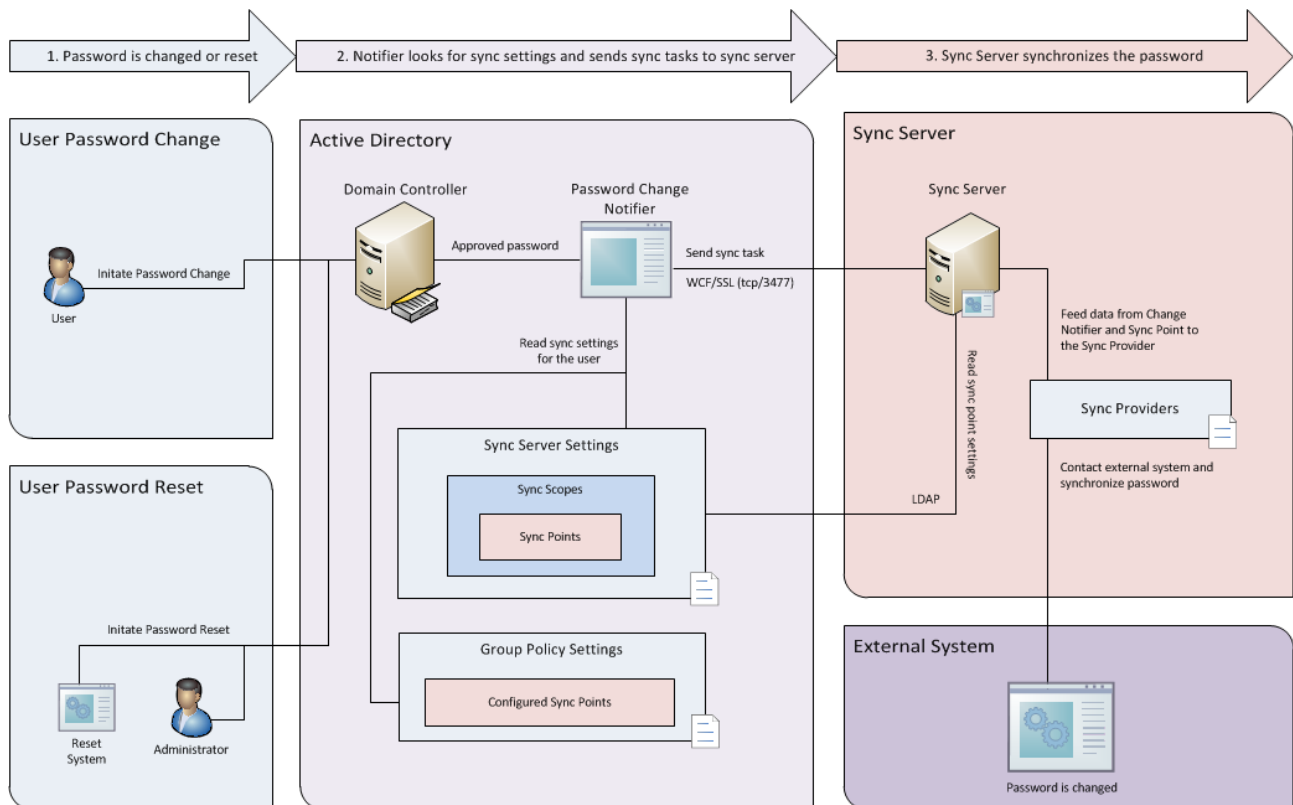 1. Password is changed or reset
2. Notifier looks for sync settings and sends sync tasks to sync server
3. Sync Server synchronizes the password
User Password Change
Initate Password Change
User
User Password Reset
Initate Password Reset
Reset
System
Administrator
Active Directory
Domain Controller
Approved password
Password Change
Notifier
Send sync task
WCF/SSL (tcp/3477)
Read sync settings
for the user
Sync Server Settings
Sync Scopes
Sync Points
Group Policy Settings
Configured Sync Points
Sync Server
Sync Server
Read sync point settings
LDAP
Feed data from Change
Notifier and Sync Point to
the Sync Provider
Sync Providers
Contact external system and
synchronize password
External System
Password is changed